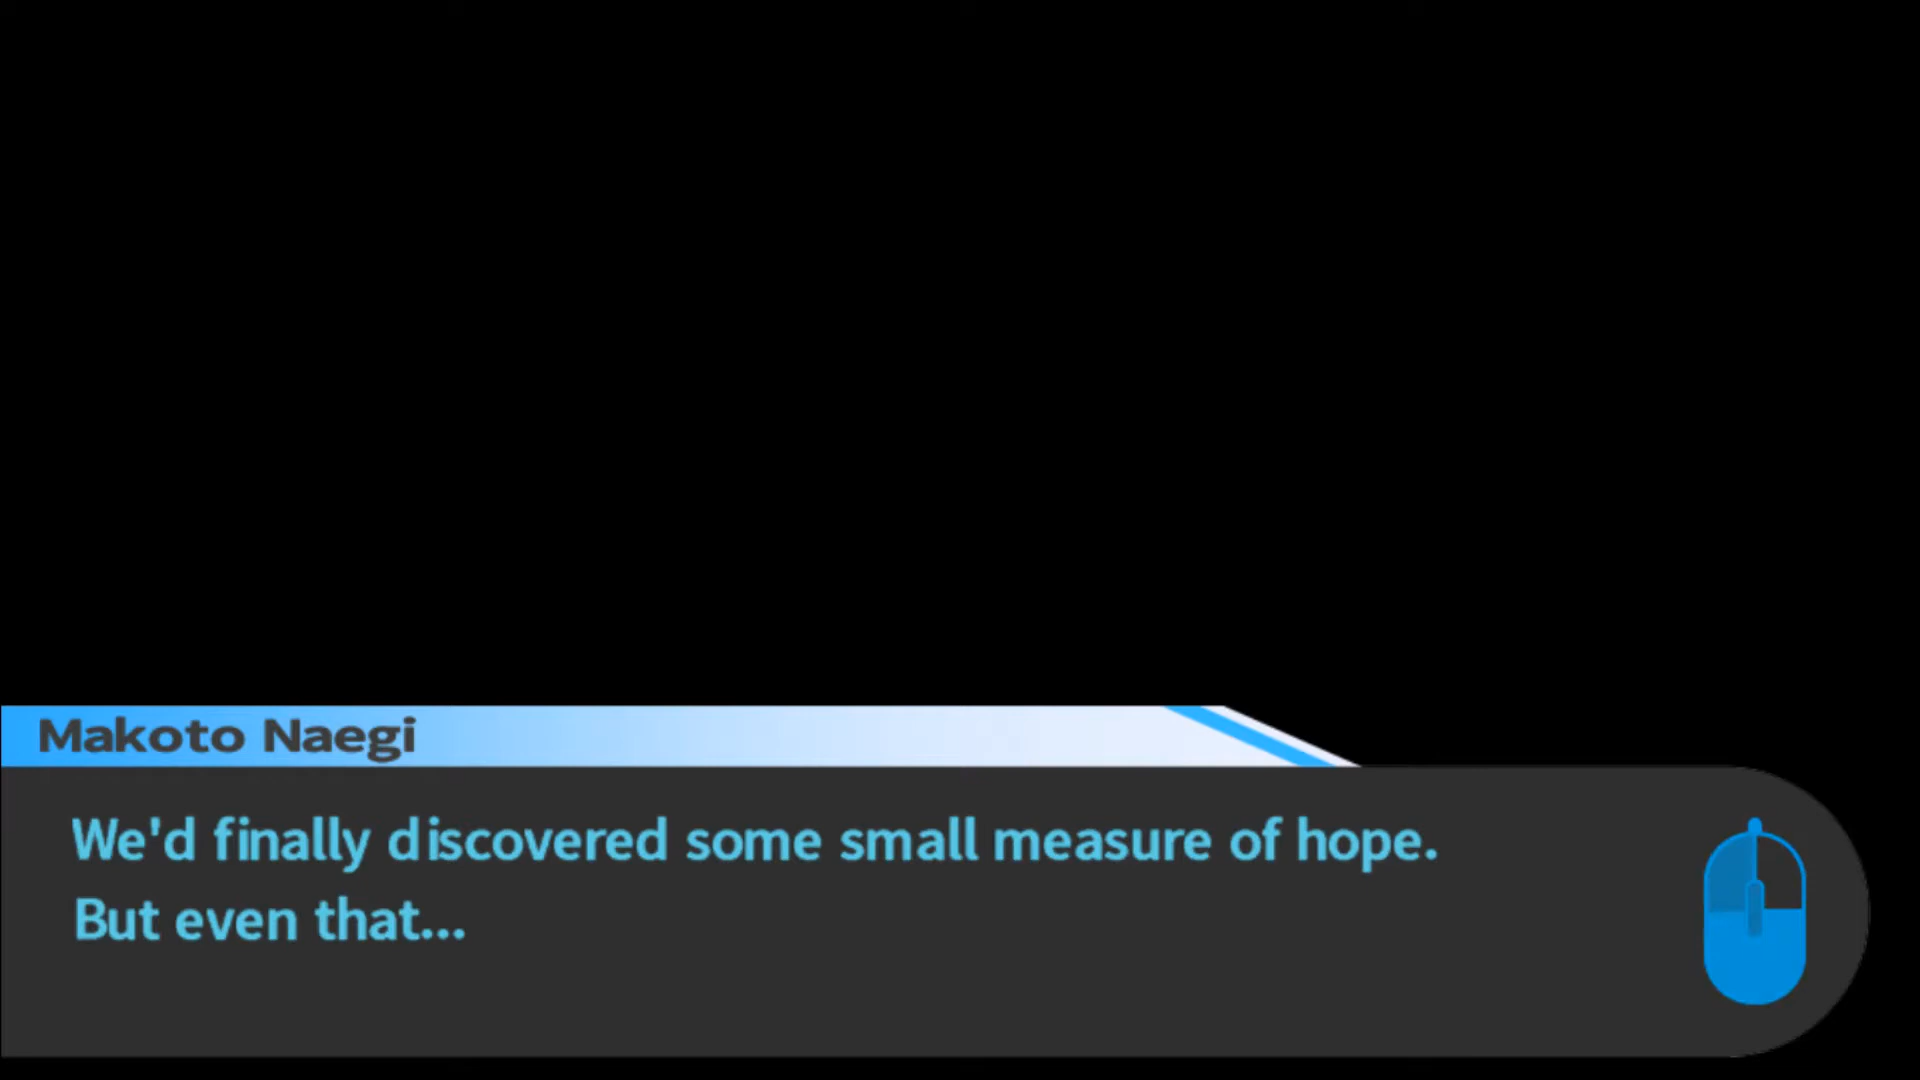 Makoto Naegi
We'd finally discovered some small measure of hope.
But even that...